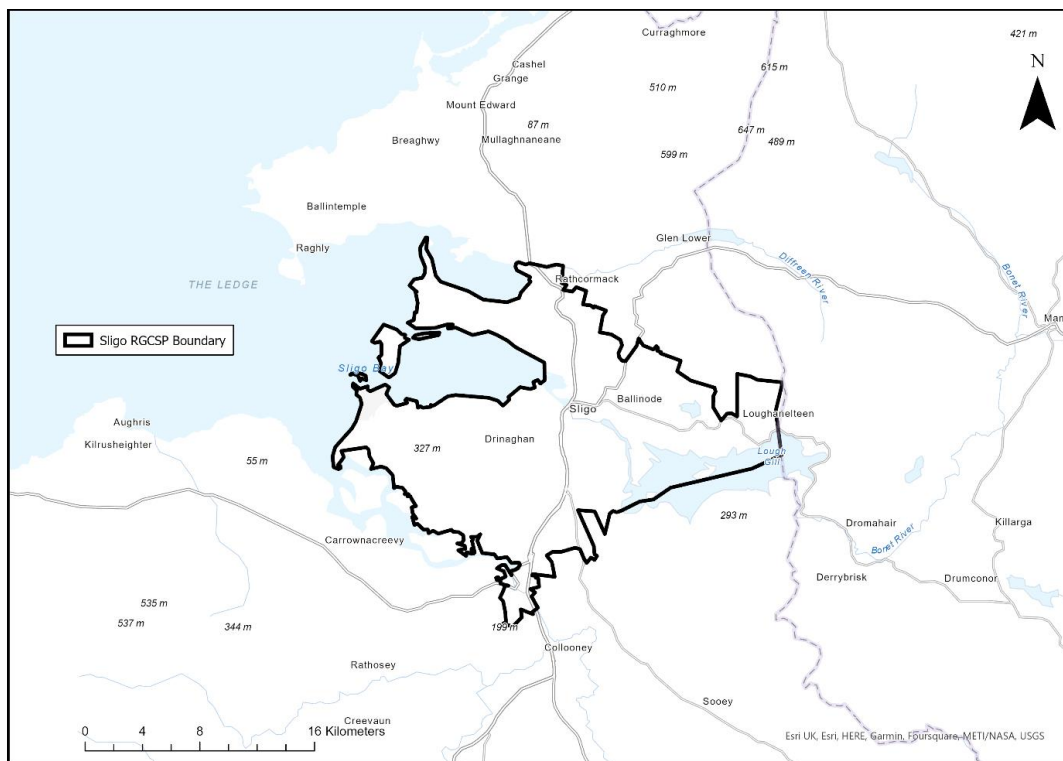 Curraghmore
421 m
Cashel
615 m
N
Grange
510 m
Mount Edward
87 m
647 m
Breaghwy
Mullaghnaneane
489 m
599 m
Ballintemple
Glen Lower
Raghly
Diffreen River
Bonet River
Rathcormack
THE LEDGE
Man
Sligo RGCSP Boundary
Sligo Bay
Ballinode
Sligo
Loughanelteen
Aughris
Drinaghan
Kilrusheighter
327 m
Lough
Gill
55 m
293 m
Dromahair
Killarga
Carrownacreevy
Bonet River
Derrybrisk
Drumconor
535 m
537 m
344 m
199 m
Collooney
Rathosey
Sooey
Creevaun
0 4 8 16 Kilometers
Esri UK, Esri, HERE, Garmin, Foursquare, METI/NASA, USGS